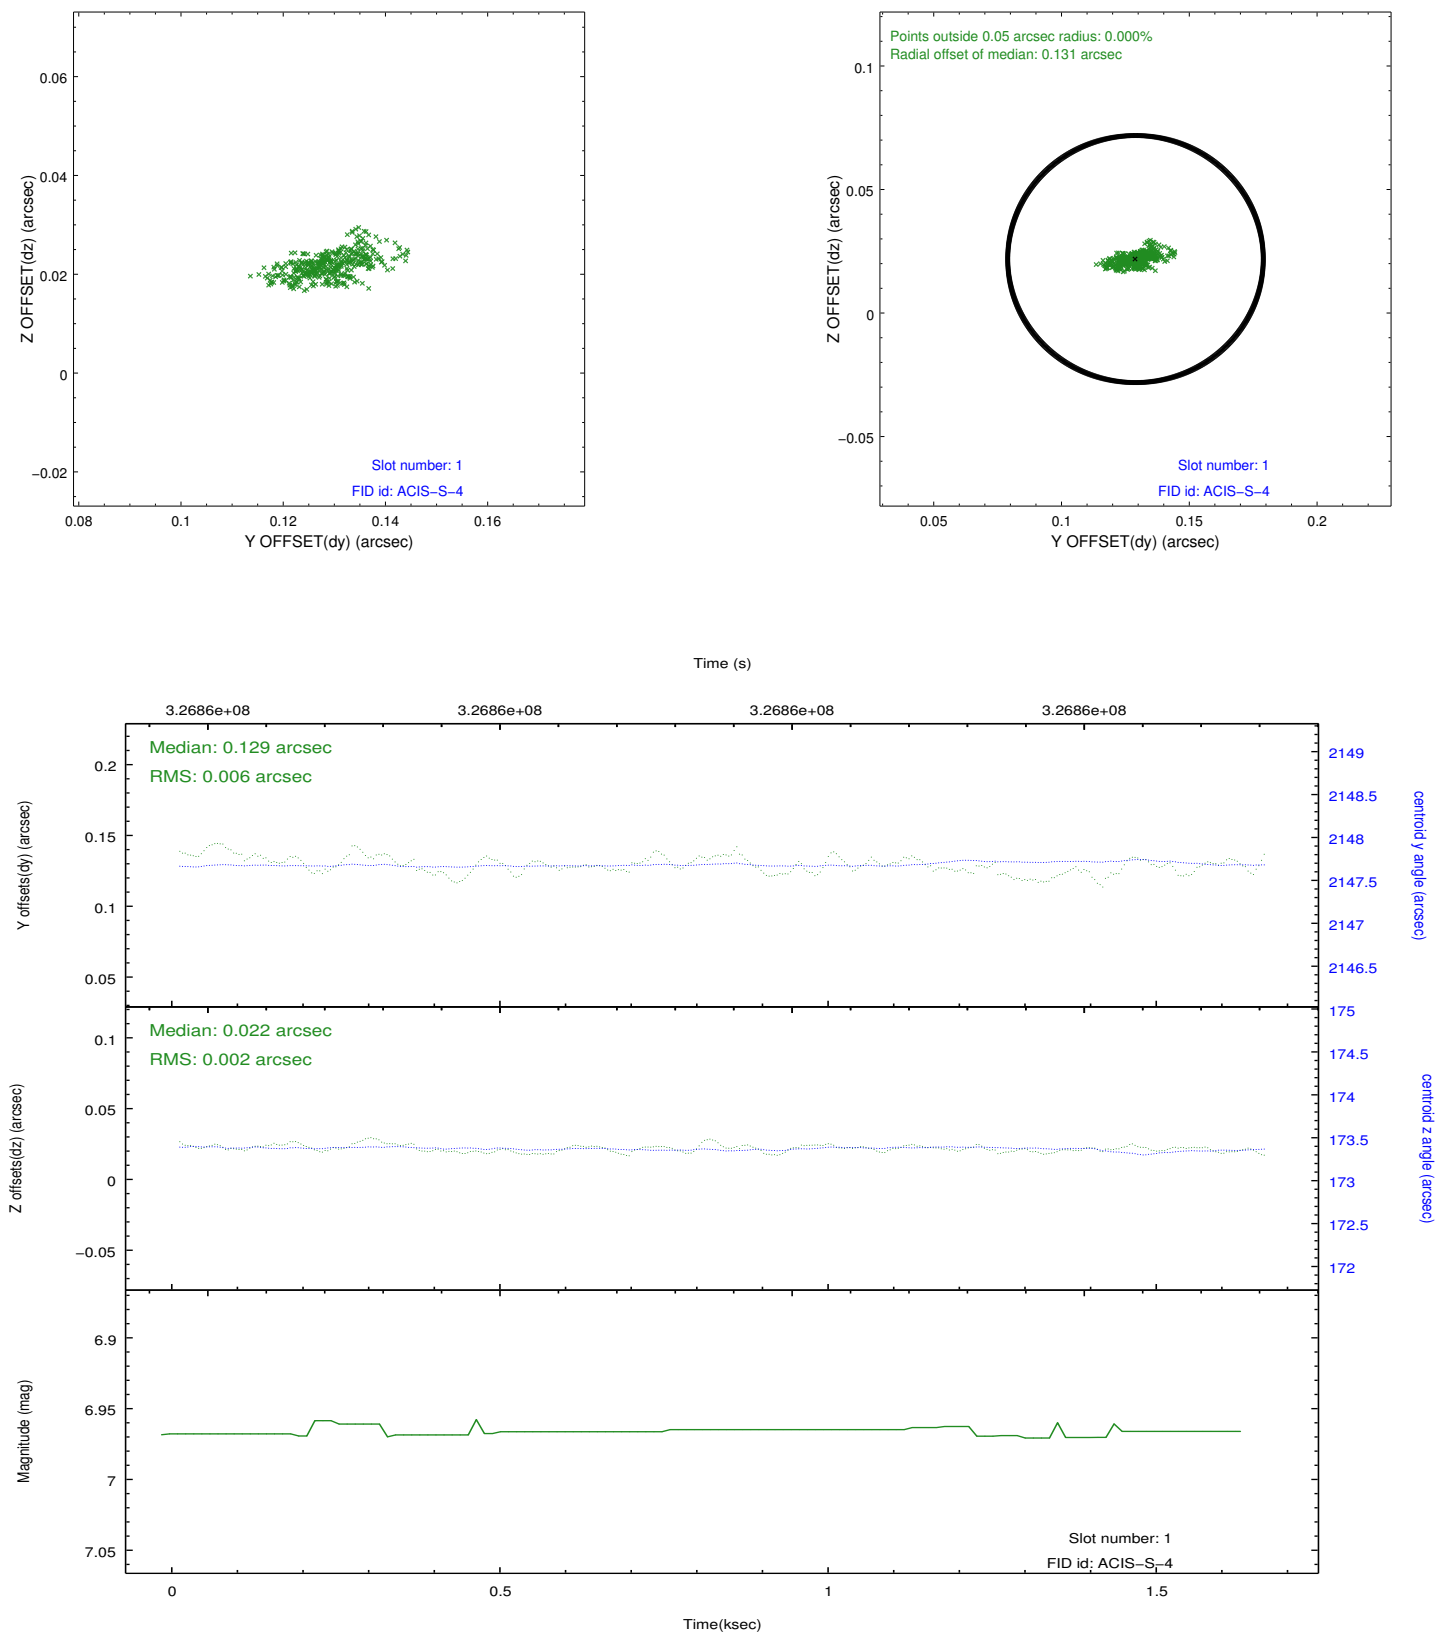 0.06
0.04
0.02
0
−0.02
Z OFFSET(dz) (arcsec)
Slot number: 1
FID id: ACIS−S−4
0.08
0.1
0.12
0.14
0.16
Y OFFSET(dy) (arcsec)
Points outside 0.05 arcsec radius: 0.000%
Radial offset of median: 0.131 arcsec
0.1
0.05
0
−0.05
Z OFFSET(dz) (arcsec)
Slot number: 1
FID id: ACIS−S−4
0.05
0.1
0.15
0.2
Y OFFSET(dy) (arcsec)
Time (s)
3.2686e+08
3.2686e+08
3.2686e+08
3.2686e+08
Median: 0.129 arcsec
RMS: 0.006 arcsec
0.2
0.15
0.1
0.05
Y offsets(dy) (arcsec)
2149
2148.5
2148
2147.5
2147
2146.5
centroid y angle (arcsec)
Median: 0.022 arcsec
RMS: 0.002 arcsec
0.1
0.05
0
−0.05
Z offsets(dz) (arcsec)
175
174.5
174
173.5
173
172.5
172
centroid z angle (arcsec)
6.9
6.95
7
7.05
Magnitude (mag)
Slot number: 1
FID id: ACIS−S−4
0
0.5
1
1.5
Time(ksec)